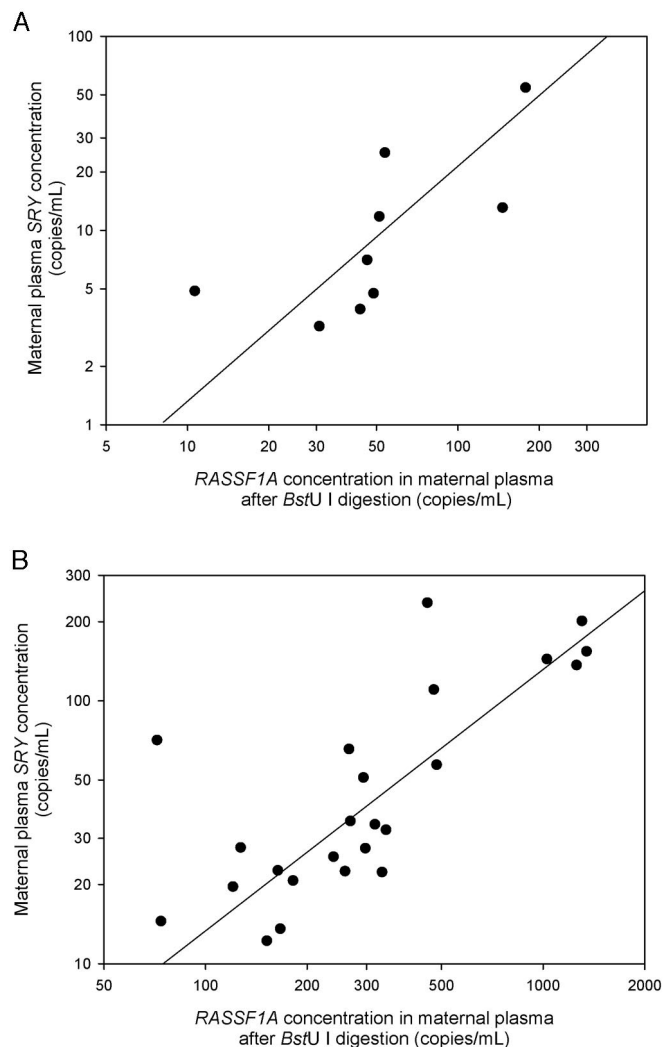 A
100
50
30
20
10
5
2
1
Maternal plasma SRY concentration
(copies/mL)
5 10 20 30 50 100 200 300
RASSF1A concentration in maternal plasma
after BstU I digestion (copies/mL)
B
300
200
100
50
30
20
10
Maternal plasma SRY concentration
(copies/mL)
50 100 200 300 500 1000 2000
RASSF1A concentration in maternal plasma
after BstU I digestion (copies/mL)